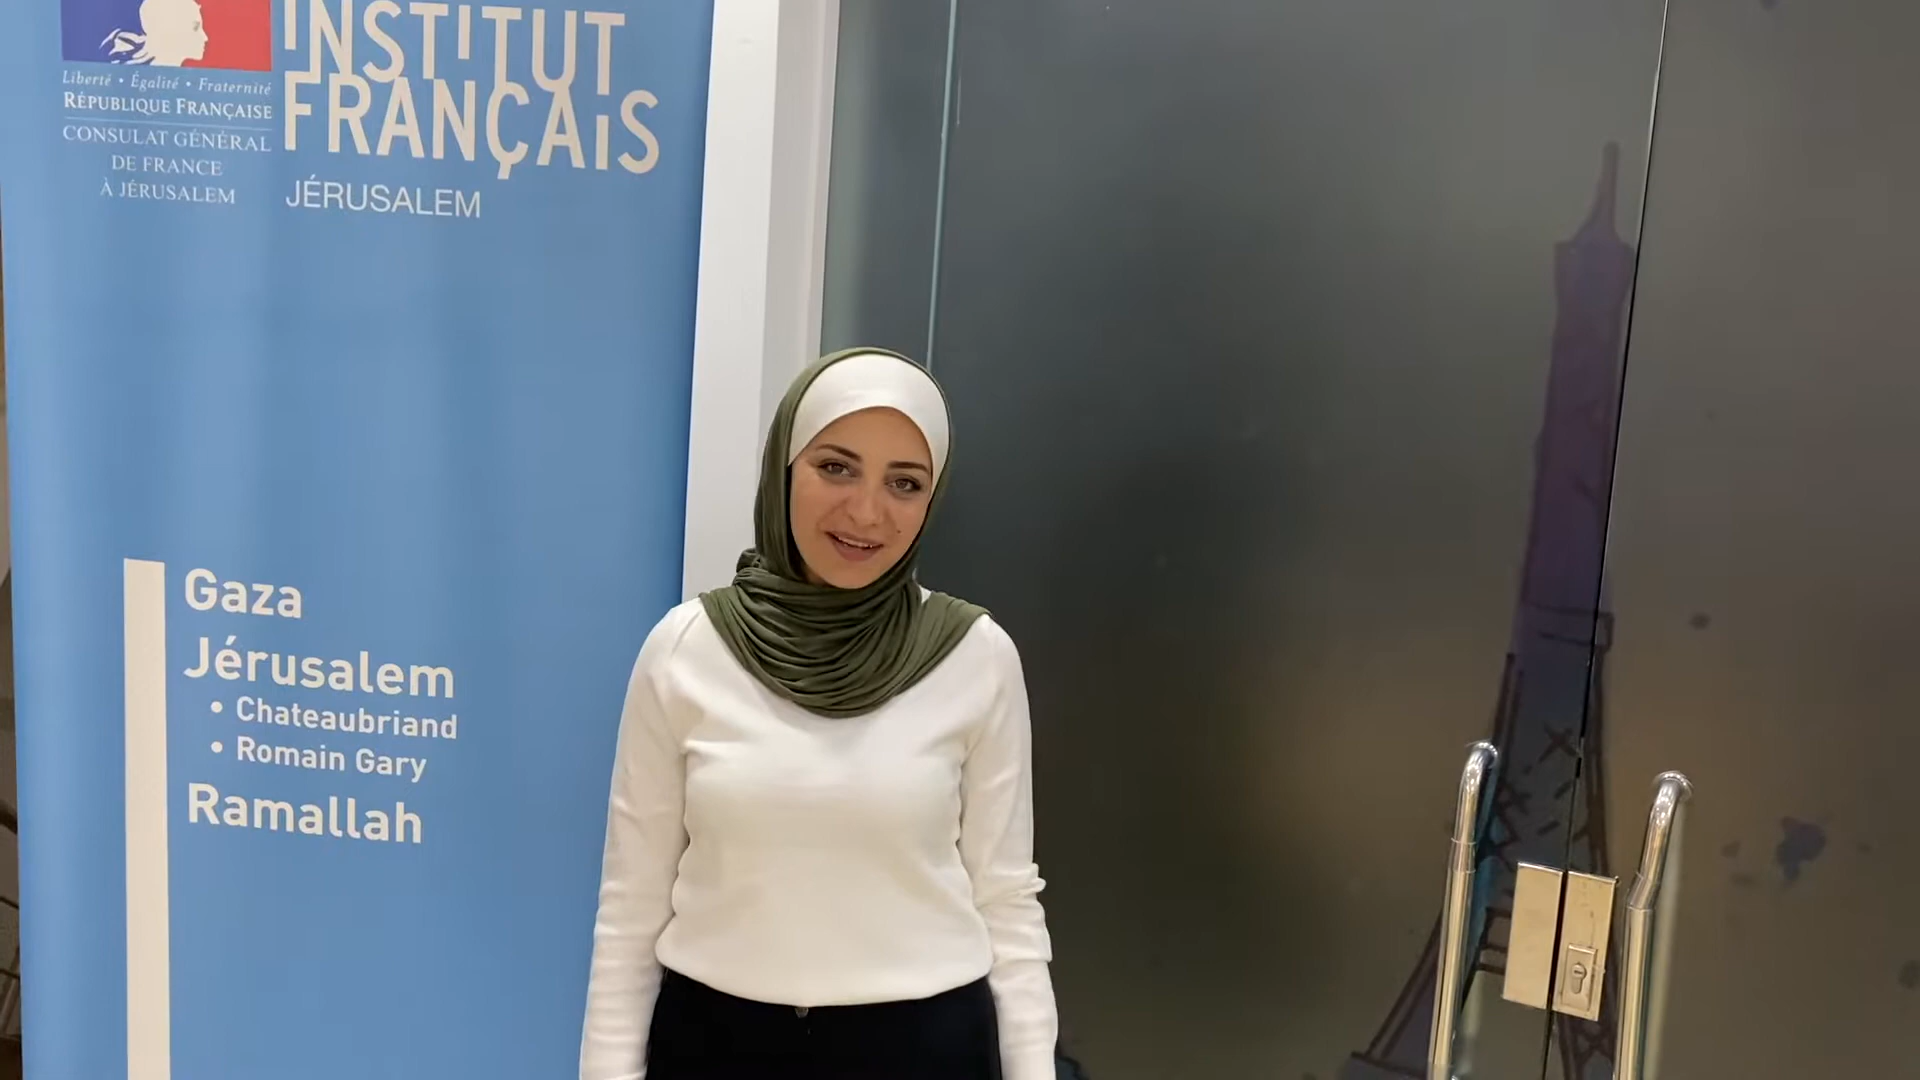 Liberté • Égalité • Fraternité
RÉPUBLIQUE FRANÇAISE
CONSULAT GÉNÉRAL
DE FRANCE
À JÉRUSALEM
INSTITUT
FRANÇAIS
JÉRUSALEM
Gaza
Jérusalem
• Chateaubriand
• Romain Gary
Ramallah